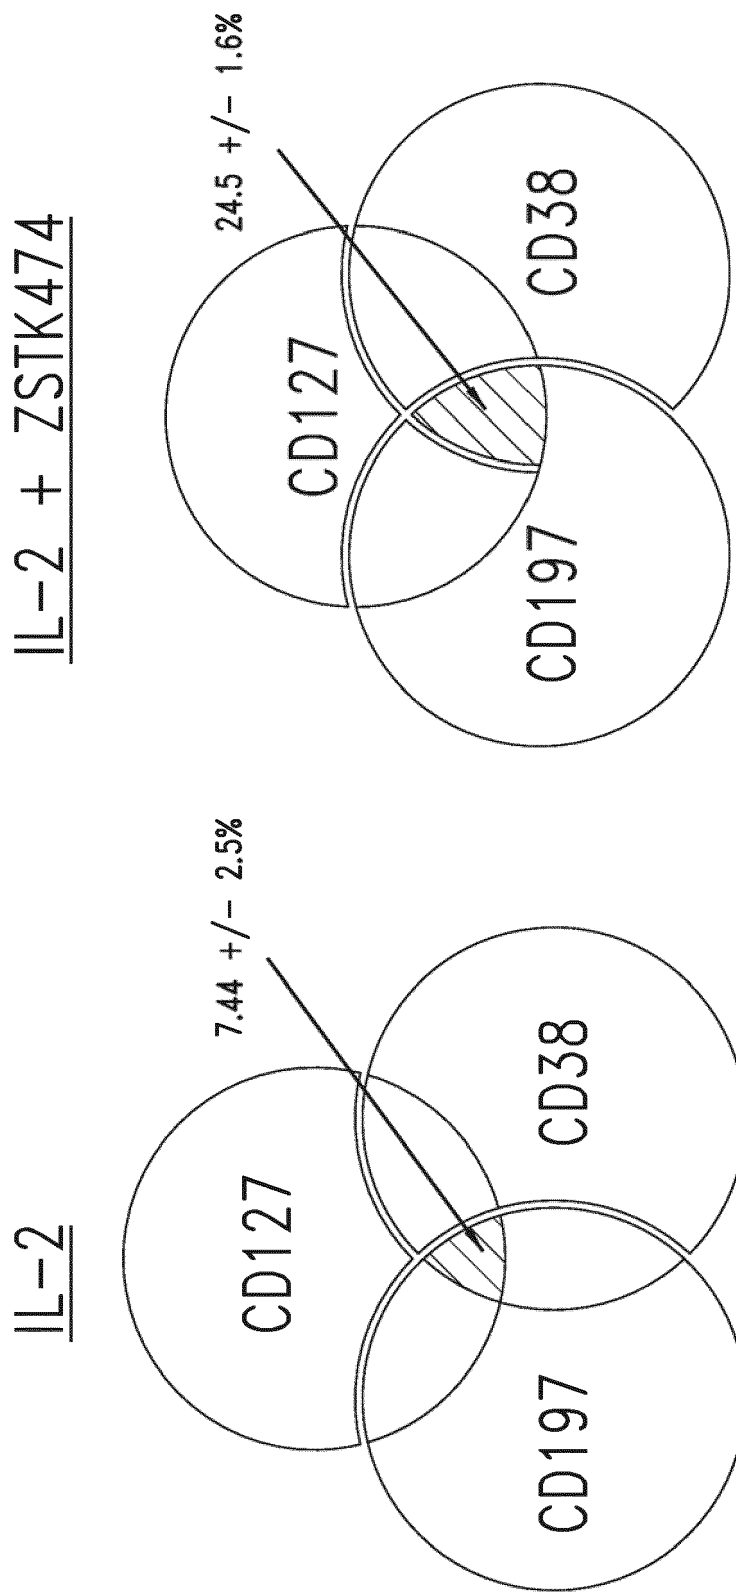 IL-2
7.44 +/- 2.5%
CD127
CD197
CD38
IL-2 + ZSTK474
24.5 +/- 1.6%
CD127
CD197
CD38